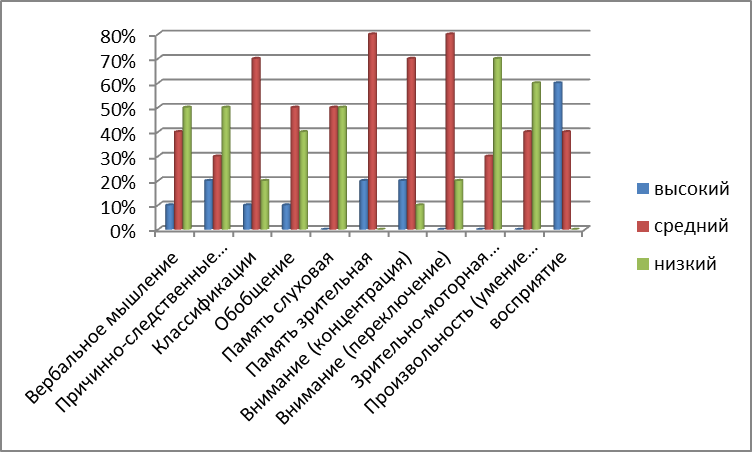 80%
70%
60%
50%
40%
30%
20%
10%
0%
Вербальное мышление
Причинно-следственные...
Классификации
Обобщение
Память слуховая
Память зрительная
Внимание (концентрация)
Внимание (переключение)
Зрительно-моторная...
Произвольность (умение...
восприятие
высокий
средний
низкий